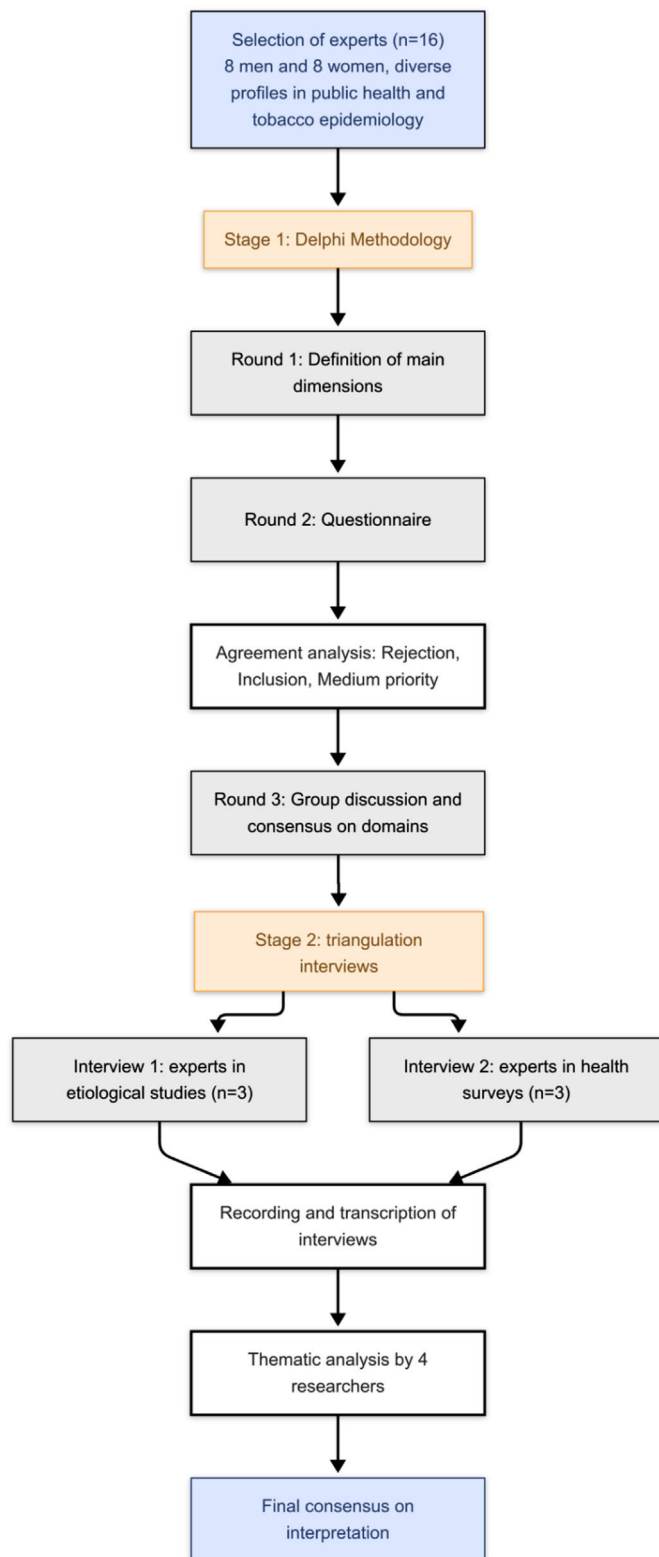 Selection of experts (n=16)
8 men and 8 women, diverse
profiles in public health and
tobacco epidemiology
Stage 1: Delphi Methodology
Round 1: Definition of main
dimensions
Round 2: Questionnaire
Agreement analysis: Rejection,
Inclusion, Medium priority
Round 3: Group discussion and
consensus on domains
Stage 2: triangulation
interviews
Interview 1: experts in
etiological studies (n=3)
Interview 2: experts in health
surveys (n=3)
Recording and transcription of
interviews
Thematic analysis by 4
researchers
Final consensus on
interpretation